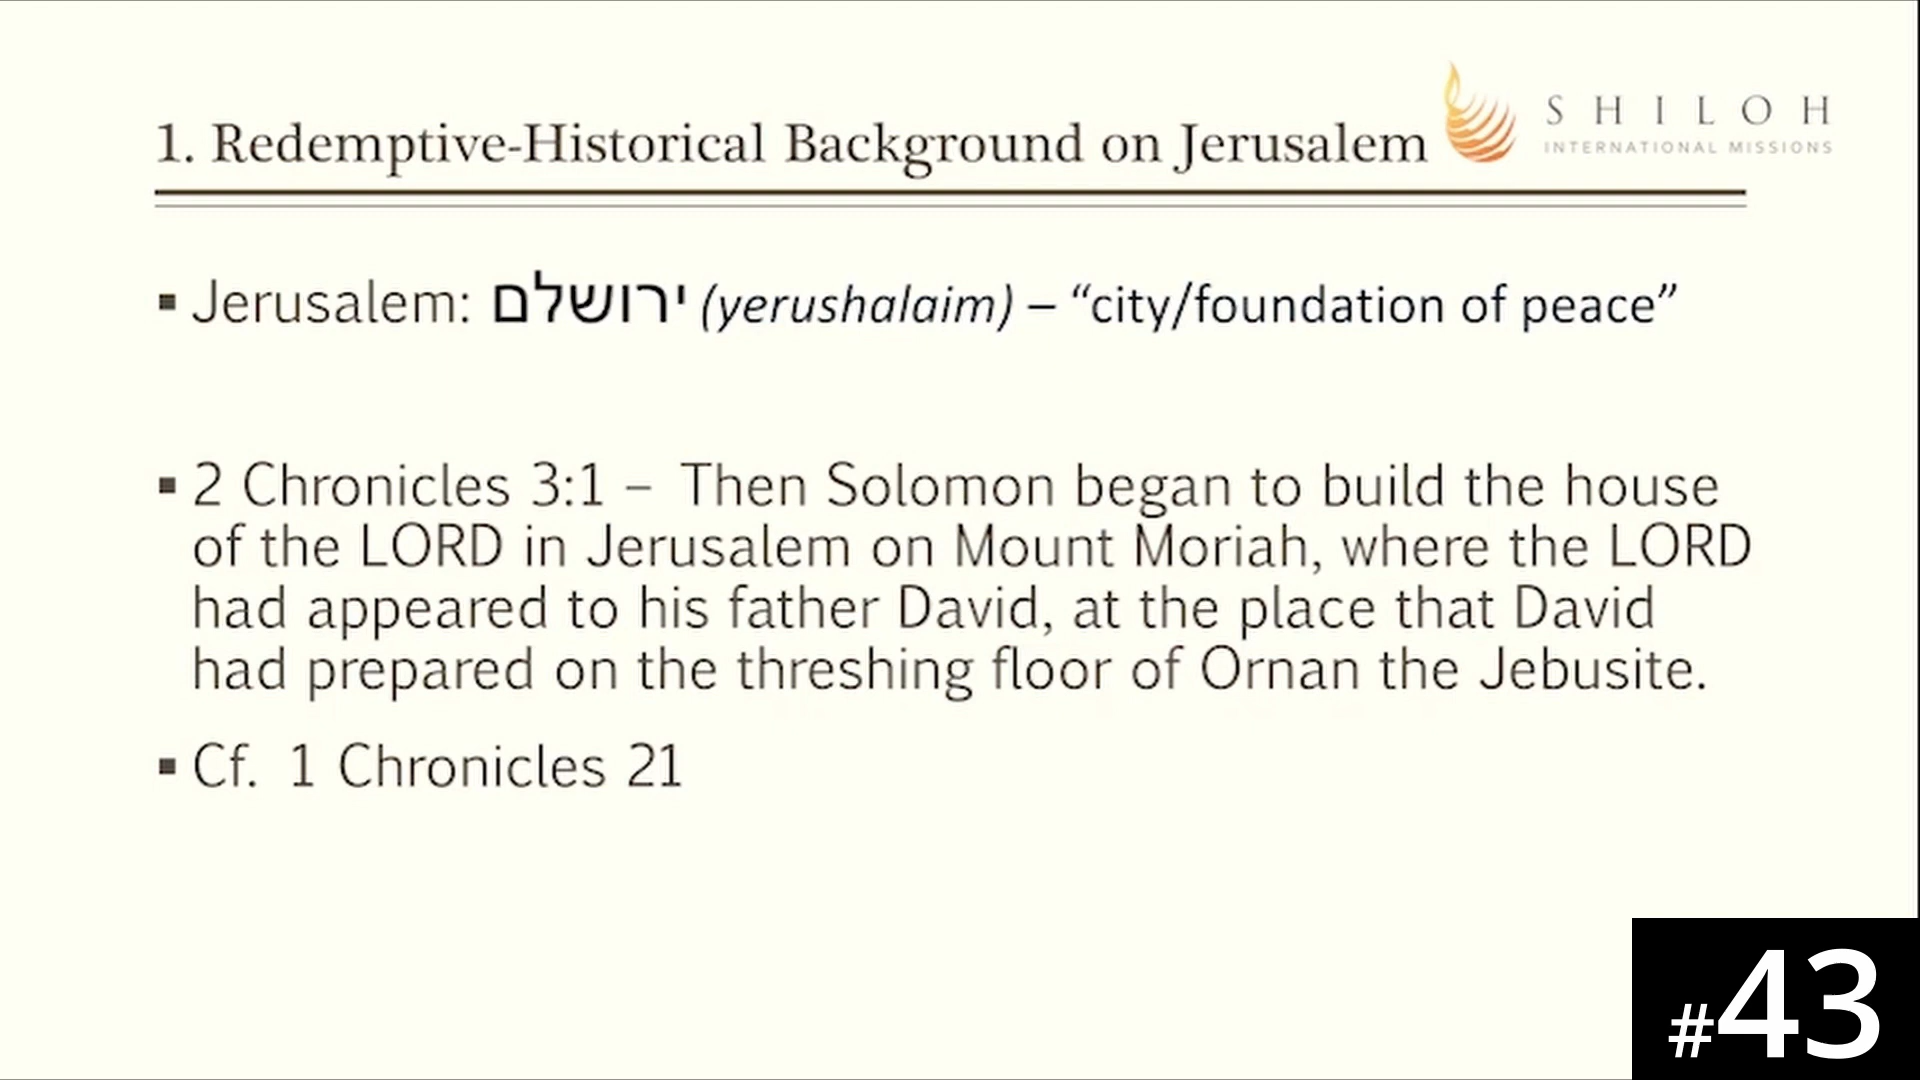 1. Redemptive-Historical Background on Jerusalem
SHILOH
INTERNATIONAL MISSIONS
▪ Jerusalem: ירושלם (yerushalaim) – “city/foundation of peace”
▪ 2 Chronicles 3:1 – Then Solomon began to build the house
of the LORD in Jerusalem on Mount Moriah, where the LORD
had appeared to his father David, at the place that David
had prepared on the threshing floor of Ornan the Jebusite.
▪ Cf. 1 Chronicles 21
#43